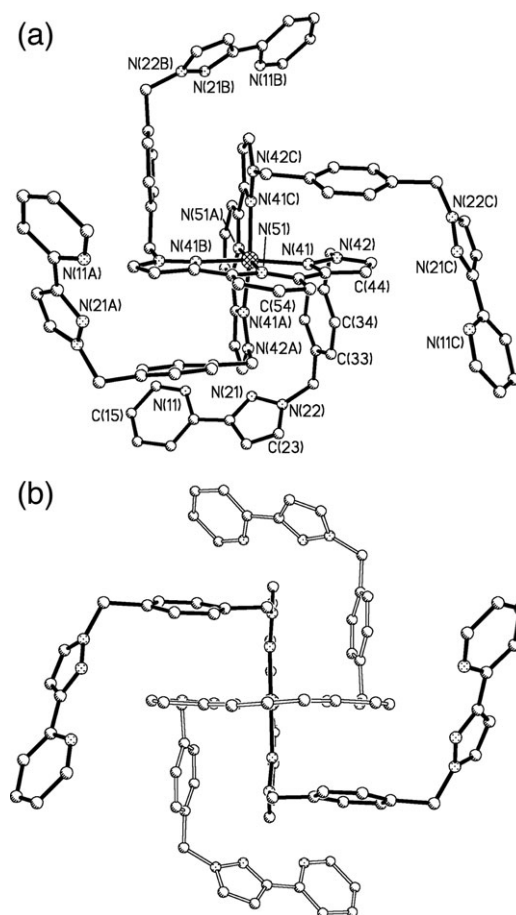 (a)
N(22B)
N(21B)
N(11B)
N(42C)
N(51A)
N(41C)
N(22C)
N(51)
N(41B)
N(41)
N(42)
N(11A)
N(21C)
C(44)
N(21A)
C(54)
N(41A)
C(34)
N(42A)
C(33)
N(11C)
N(21)
N(11)
N(22)
C(15)
C(23)
(b)